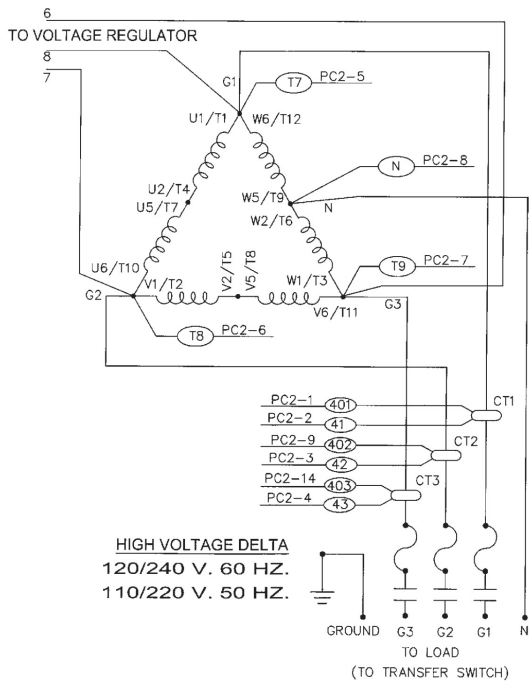 6
TO VOLTAGE REGULATOR
8
7
G1
T7
PC2-5
U1/T1
W6/T12
N
PC2-8
U2/T4
U5/T7
W5/T9
W2/T6
N
U6/T10
V1/T2
V2/T5
V5/T8
W1/T3
T9
PC2-7
G2
V6/T11
G3
T8
PC2-6
PC2-1
401
CT1
PC2-2
41
PC2-9
402
CT2
PC2-3
42
PC2-14
403
CT3
PC2-4
43
HIGH VOLTAGE DELTA
120/240 V. 60 HZ.
110/220 V. 50 HZ.
GROUND
G3
G2
G1
N
TO LOAD
(TO TRANSFER SWITCH)